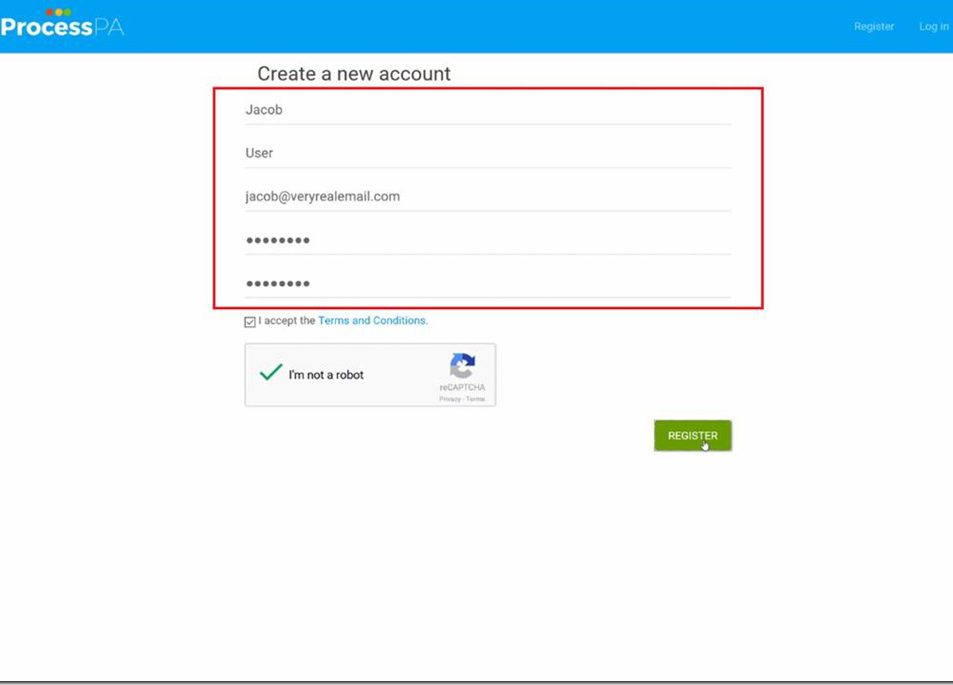 ProcessPA
Register
Log in
Create a new account
Jacob
User
jacob@veryrealemail.com
••••••••
••••••••
I accept the Terms and Conditions.
I'm not a robot
reCAPTCHA
Privacy - Terms
REGISTER